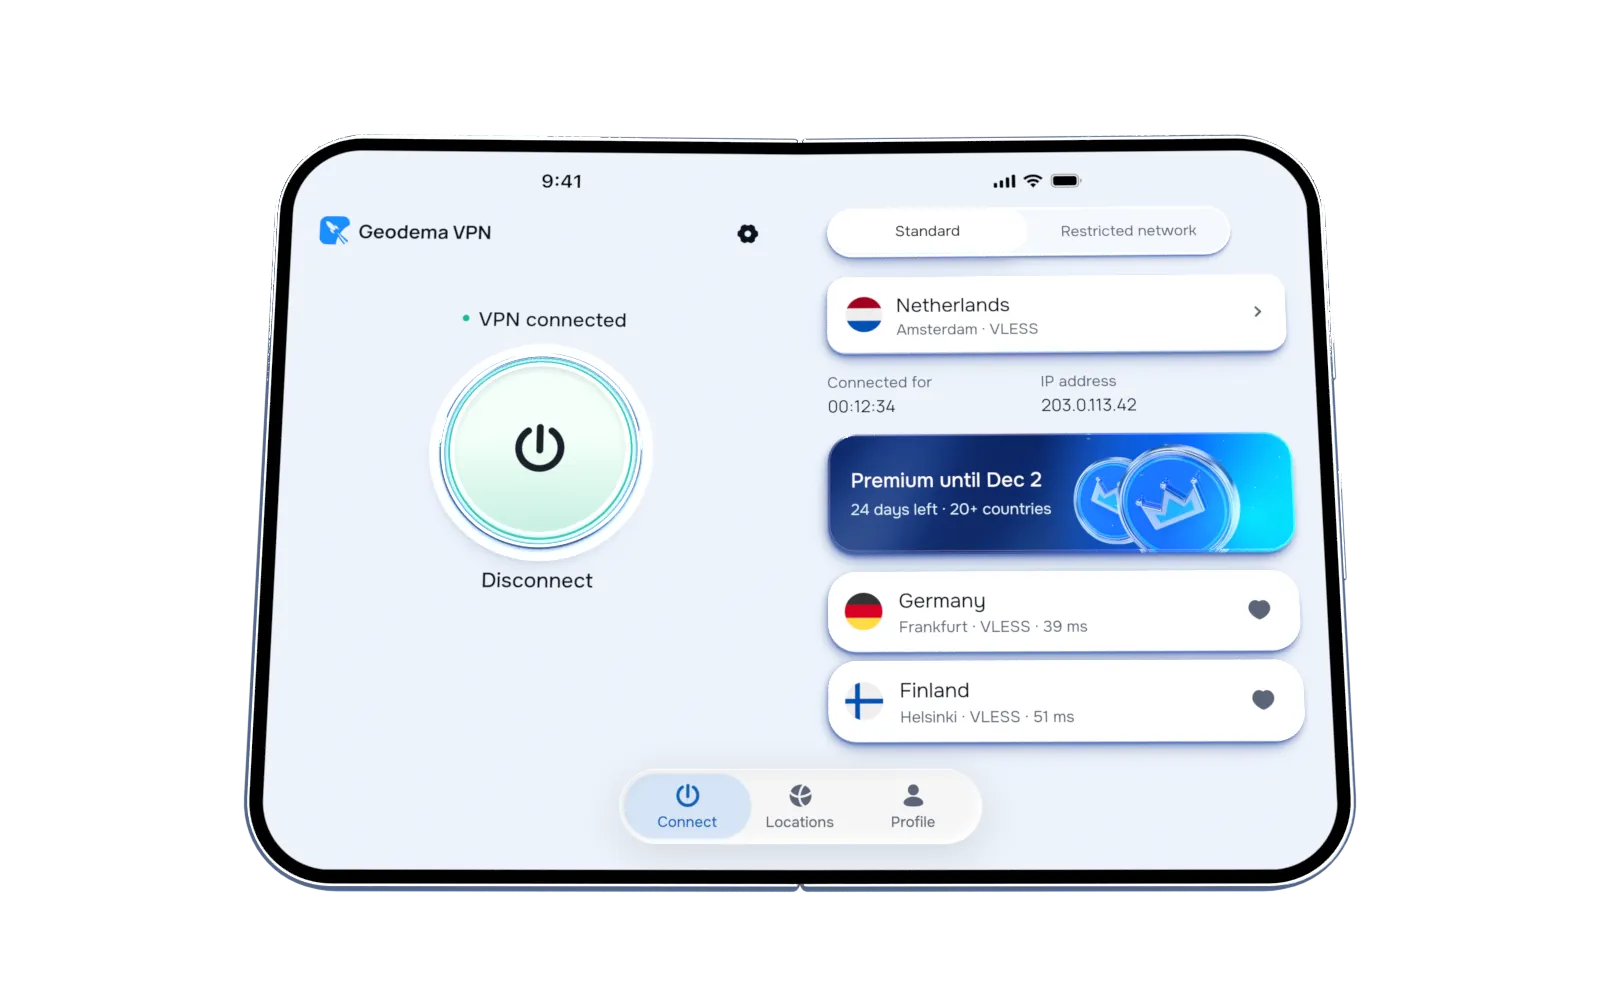 9:41
Geodema VPN
VPN connected
Disconnect
Standard
Restricted network
Netherlands
Amsterdam · VLESS
Connected for
00:12:34
IP address
203.0.113.42
Premium until Dec 2
24 days left · 20+ countries
Germany
Frankfurt · VLESS · 39 ms
Finland
Helsinki · VLESS · 51 ms
Connect
Locations
Profile